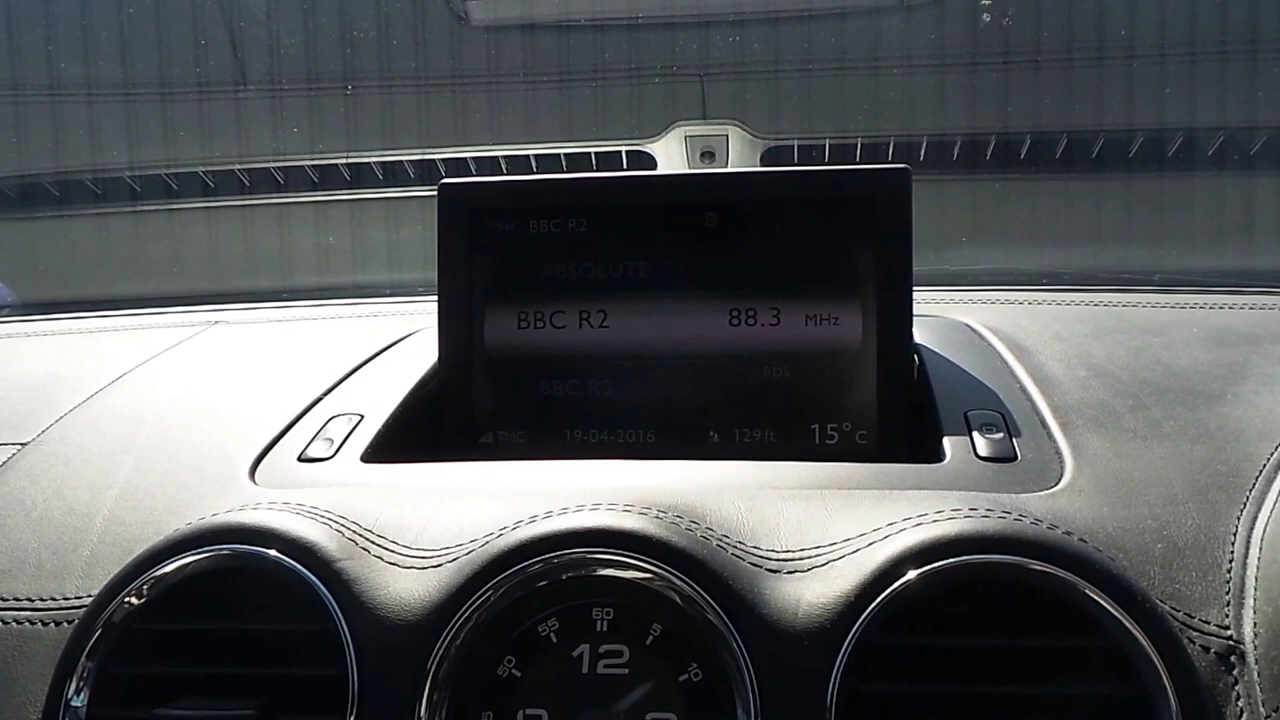 BBC R2
ABSOLUTE
BBC R2 88.3 MHz
RDS
BBC R3
TMC 19-04-2016 129ft 15°C
60
55 5
12
50 10